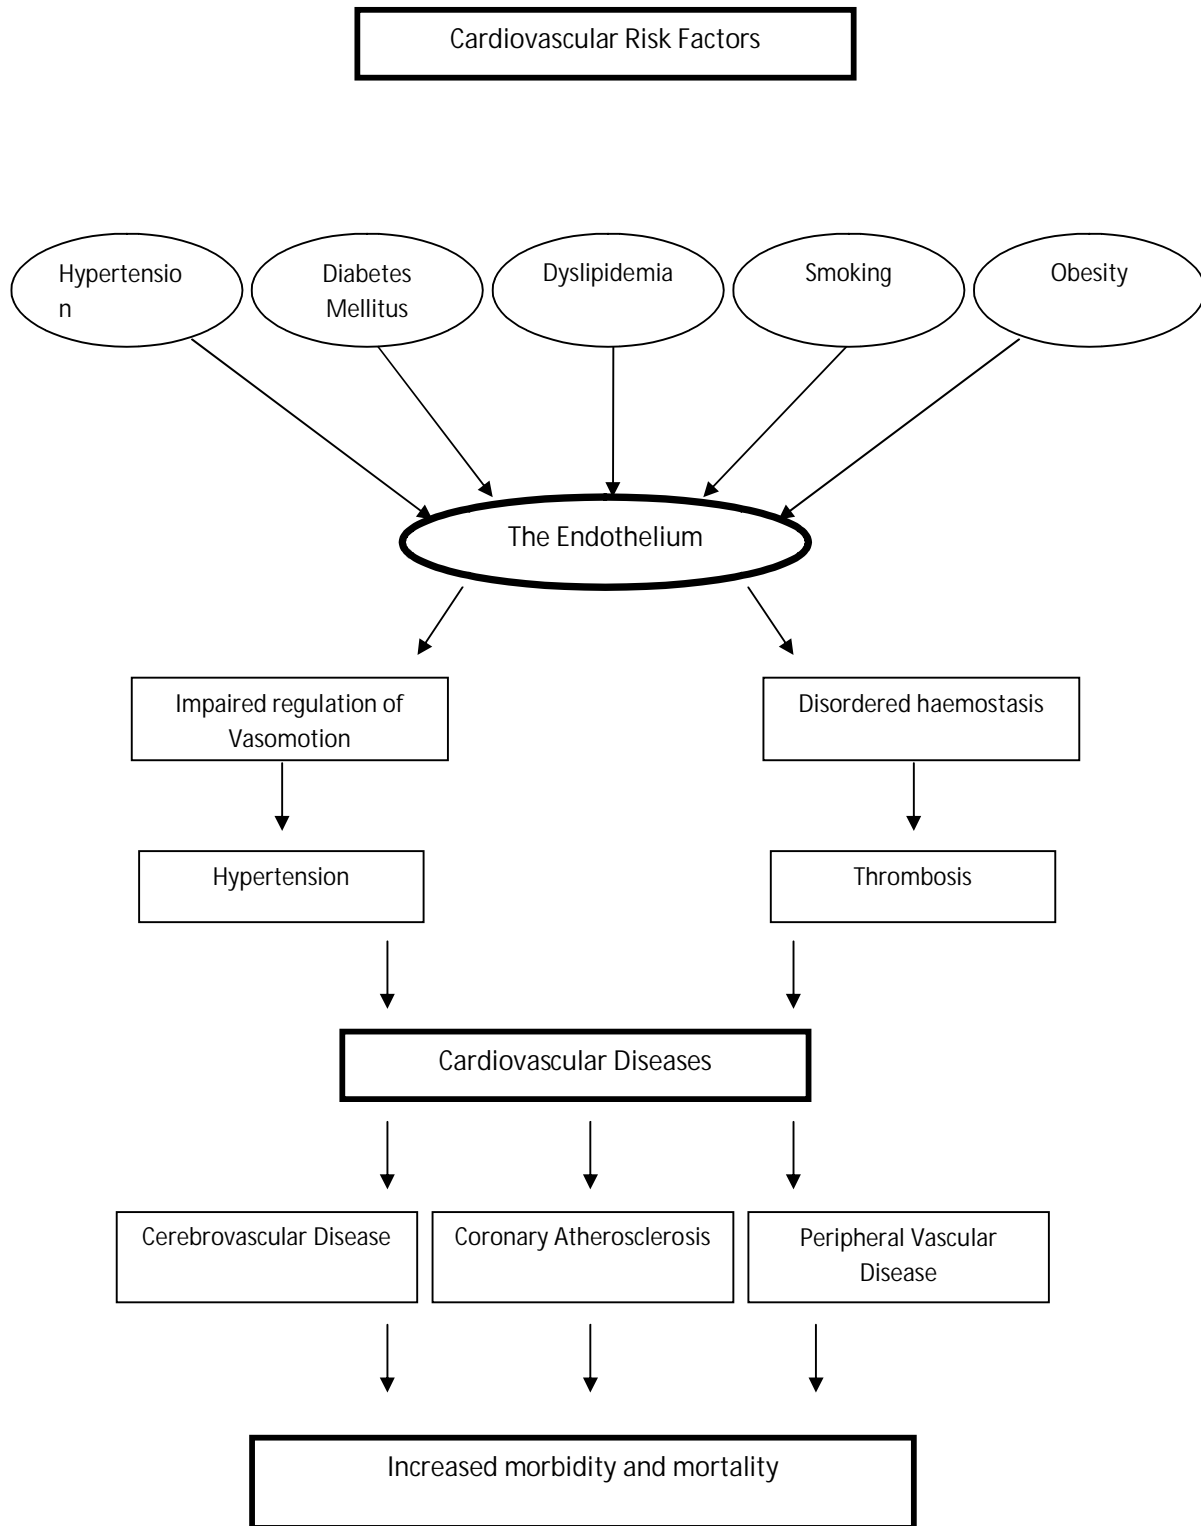 Cardiovascular Risk Factors
Hypertensio
n
Diabetes
Mellitus
Dyslipidemia
Smoking
Obesity
The Endothelium
Impaired regulation of
Vasomotion
Disordered haemostasis
Hypertension
Thrombosis
Cardiovascular Diseases
Cerebrovascular Disease
Coronary Atherosclerosis
Peripheral Vascular
Disease
Increased morbidity and mortality